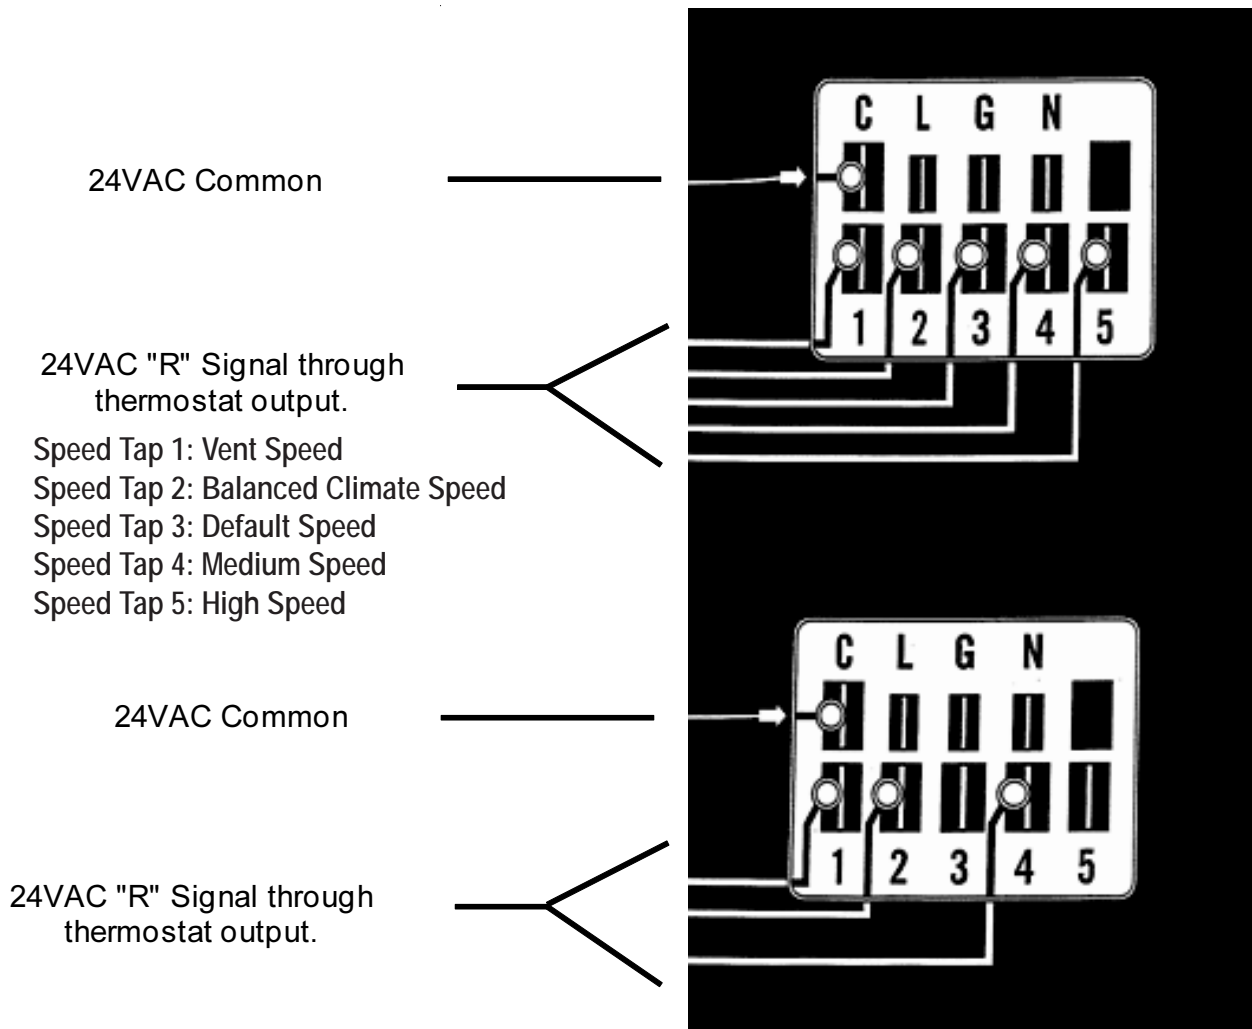 C L G N
24VAC Common
1 2 3 4 5
24VAC "R" Signal through
thermostat output.
Speed Tap 1: Vent Speed
Speed Tap 2: Balanced Climate Speed
Speed Tap 3: Default Speed
Speed Tap 4: Medium Speed
Speed Tap 5: High Speed
C L G N
24VAC Common
1 2 3 4 5
24VAC "R" Signal through
thermostat output.